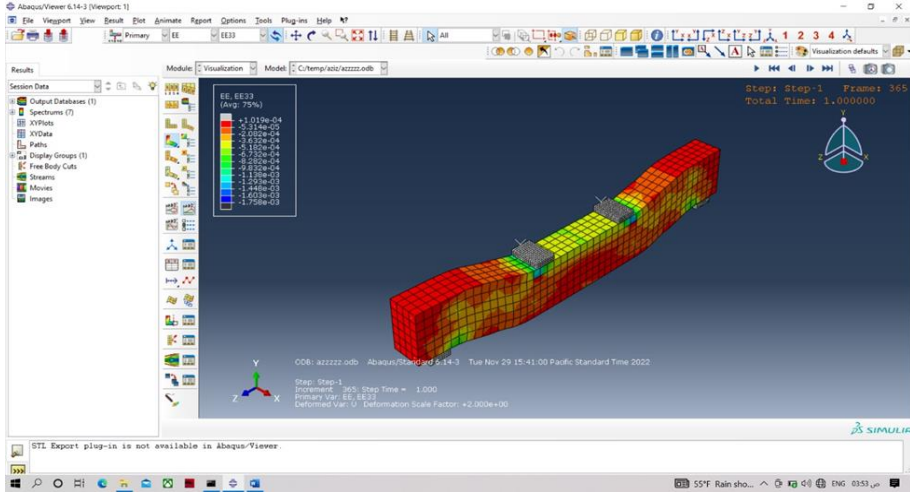 Abaqus/Viewer 6.14-3 [Viewport: 1]
File Viewport View Result Plot Animate Report Options Tools Plug-ins Help
Primary EE EE33 All 1 2 3 4
Visualization defaults
Results Module: Visualization Model: C:/temp/aziz/azzzzz.odb
Session Data
Output Databases (1)
Spectrums (7)
XYPlots
XYData
Paths
Display Groups (1)
Free Body Cuts
Streams
Movies
Images
EE, EE33
(Avg: 75%)
+1.019e-04
-5.314e-05
-2.082e-04
-3.632e-04
-5.182e-04
-6.732e-04
-8.282e-04
-9.832e-04
-1.138e-03
-1.293e-03
-1.448e-03
-1.603e-03
-1.758e-03
Step: Step-1 Frame: 365
Total Time: 1.000000
Y
Z X
Y
Z X
ODB: azzzzz.odb Abaqus/Standard 6.14-3 Tue Nov 29 15:41:00 Pacific Standard Time 2022
Step: Step-1
Increment 365: Step Time = 1.000
Primary Var: EE, EE33
Deformed Var: U Deformation Scale Factor: +2.000e+00
SIMULIA
STL Export plug-in is not available in Abaqus/Viewer.
>>>
55°F Rain sho... ENG 03:53 ص